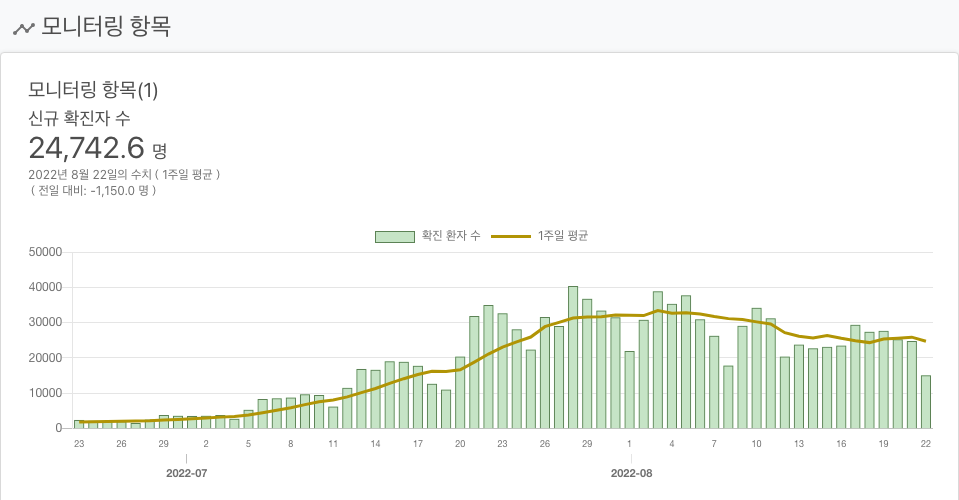 모니터링 항목
모니터링 항목(1)
신규 확진자 수
24,742.6 명
2022년 8월 22일의 수치 ( 1주일 평균 )
( 전일 대비: -1,150.0 명 )
확진 환자 수 1주일 평균
50000
40000
30000
20000
10000
0
23 26 29 2 5 8 11 14 17 20 23 26 29 1 4 7 10 13 16 19 22
2022-07 2022-08